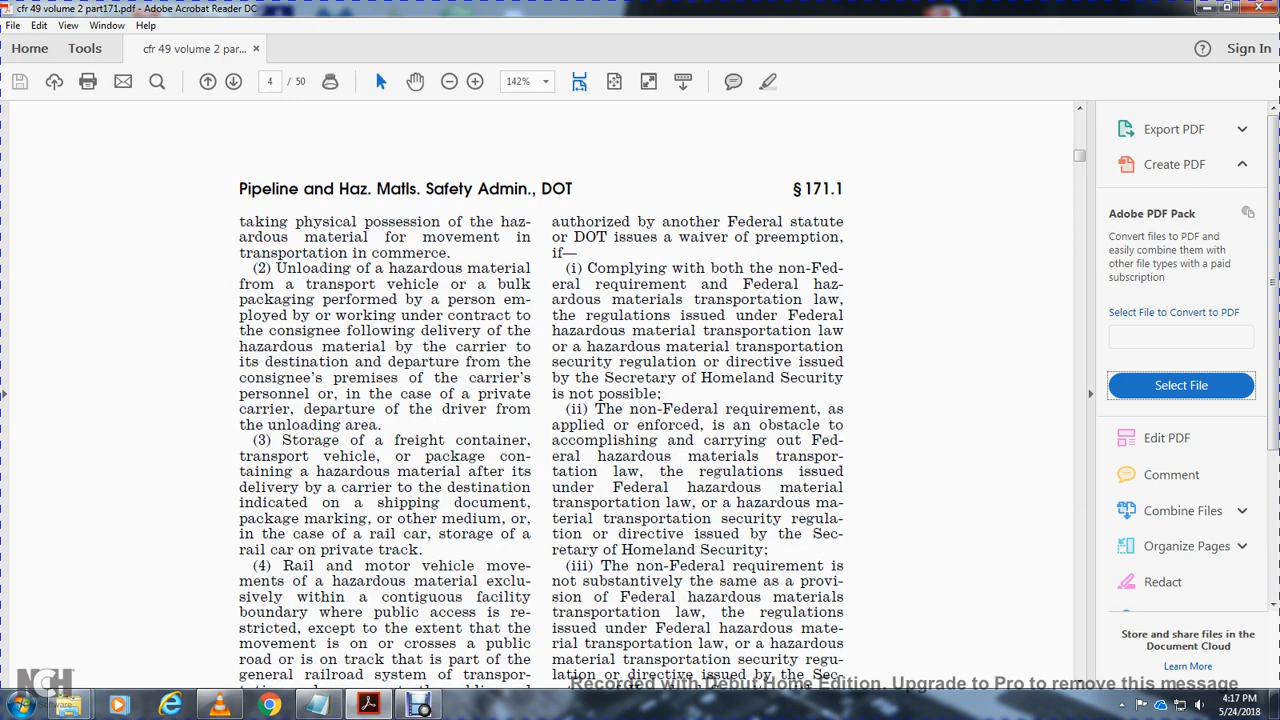 cfr 49 volume 2 part171.pdf - Adobe Acrobat Reader DC
File Edit View Window Help
Home Tools cfr 49 volume 2 par... × Sign In
4 / 50 142%
Pipeline and Haz. Matls. Safety Admin., DOT § 171.1
taking physical possession of the haz-
ardous material for movement in
transportation in commerce.
(2) Unloading of a hazardous material
from a transport vehicle or a bulk
packaging performed by a person em-
ployed by or working under contract to
the consignee following delivery of the
hazardous material by the carrier to
its destination and departure from the
consignee's premises of the carrier's
personnel or, in the case of a private
carrier, departure of the driver from
the unloading area.
(3) Storage of a freight container,
transport vehicle, or package con-
taining a hazardous material after its
delivery by a carrier to the destination
indicated on a shipping document,
package marking, or other medium, or,
in the case of a rail car, storage of a
rail car on private track.
(4) Rail and motor vehicle move-
ments of a hazardous material exclu-
sively within a contiguous facility
boundary where public access is re-
stricted, except to the extent that the
movement is on or crosses a public
road or is on track that is part of the
general railroad system of transpor-
authorized by another Federal statute
or DOT issues a waiver of preemption,
if—
(i) Complying with both the non-Fed-
eral requirement and Federal haz-
ardous materials transportation law,
the regulations issued under Federal
hazardous material transportation law
or a hazardous material transportation
security regulation or directive issued
by the Secretary of Homeland Security
is not possible;
(ii) The non-Federal requirement, as
applied or enforced, is an obstacle to
accomplishing and carrying out Fed-
eral hazardous materials transpor-
tation law, the regulations issued
under Federal hazardous material
transportation law, or a hazardous ma-
terial transportation security regula-
tion or directive issued by the Sec-
retary of Homeland Security;
(iii) The non-Federal requirement is
not substantively the same as a provi-
sion of Federal hazardous materials
transportation law, the regulations
issued under Federal hazardous mate-
rial transportation law, or a hazardous
material transportation security regu-
lation or directive issued by the Sec-
Export PDF
Create PDF
Adobe PDF Pack
Convert files to PDF and
easily combine them with
other file types with a paid
subscription
Select File to Convert to PDF
Select File
Edit PDF
Comment
Combine Files
Organize Pages
Redact
Store and share files in the
Document Cloud
Learn More
Recorded with Debut Home Edition. Upgrade to Pro to remove this message
NCH
Software
4:17 PM
5/24/2018